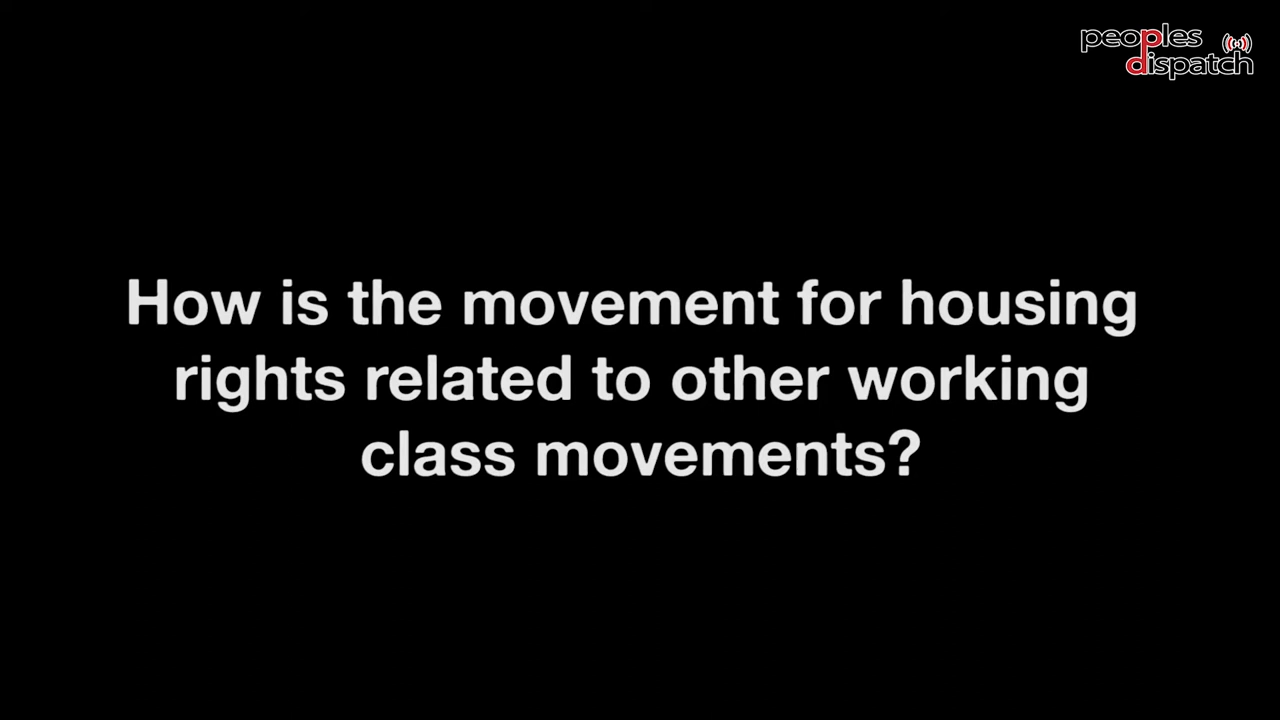 peoples
dispatch
How is the movement for housing
rights related to other working
class movements?